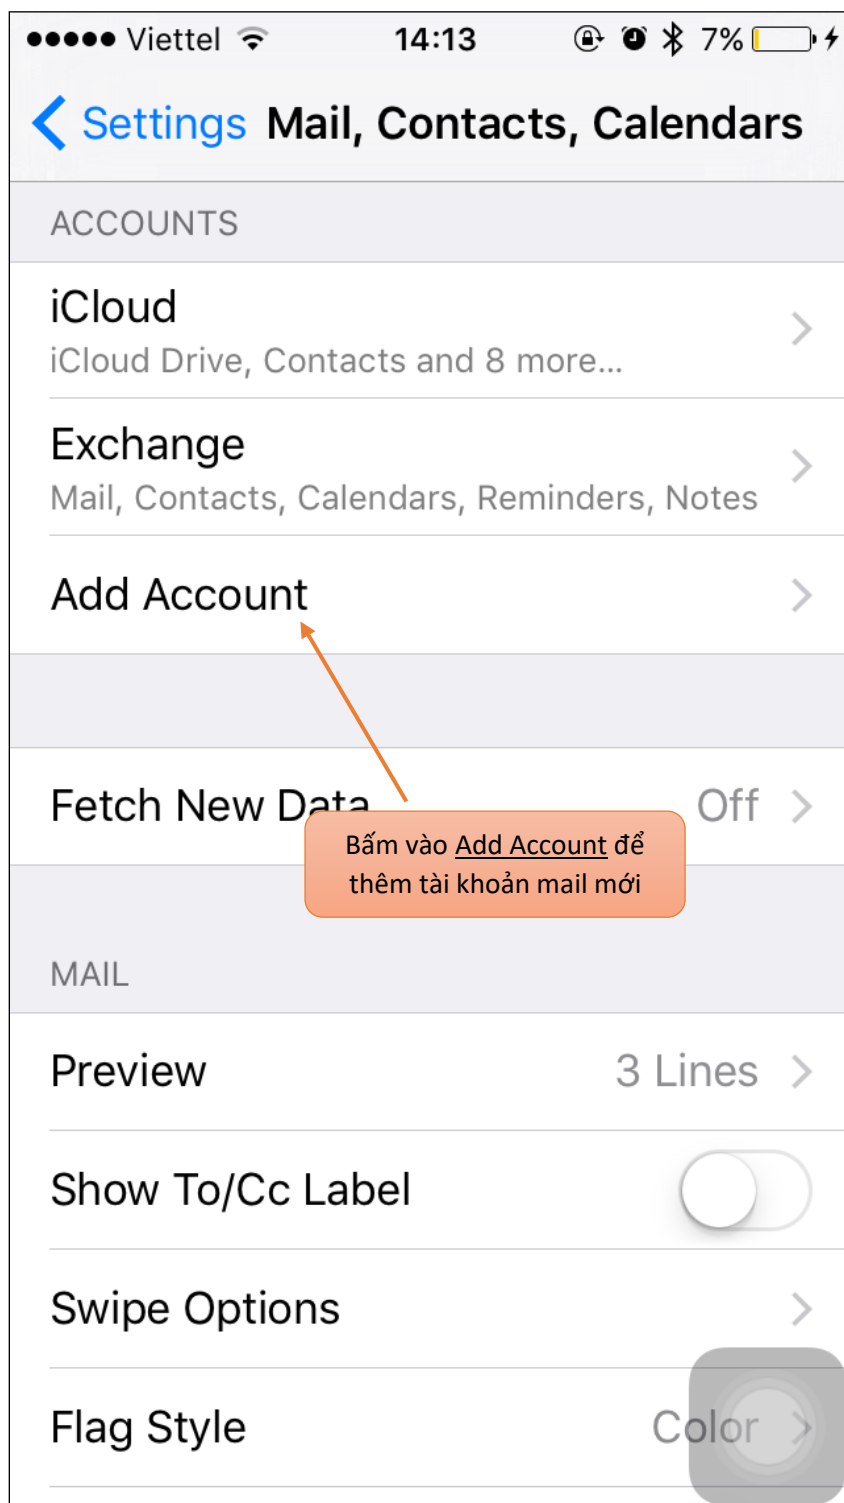 Viettel 14:13 7%
Settings Mail, Contacts, Calendars
ACCOUNTS
iCloud
iCloud Drive, Contacts and 8 more...
Exchange
Mail, Contacts, Calendars, Reminders, Notes
Add Account
Fetch New Data Off
Bấm vào Add Account để
thêm tài khoản mail mới
MAIL
Preview 3 Lines
Show To/Cc Label
Swipe Options
Flag Style Color